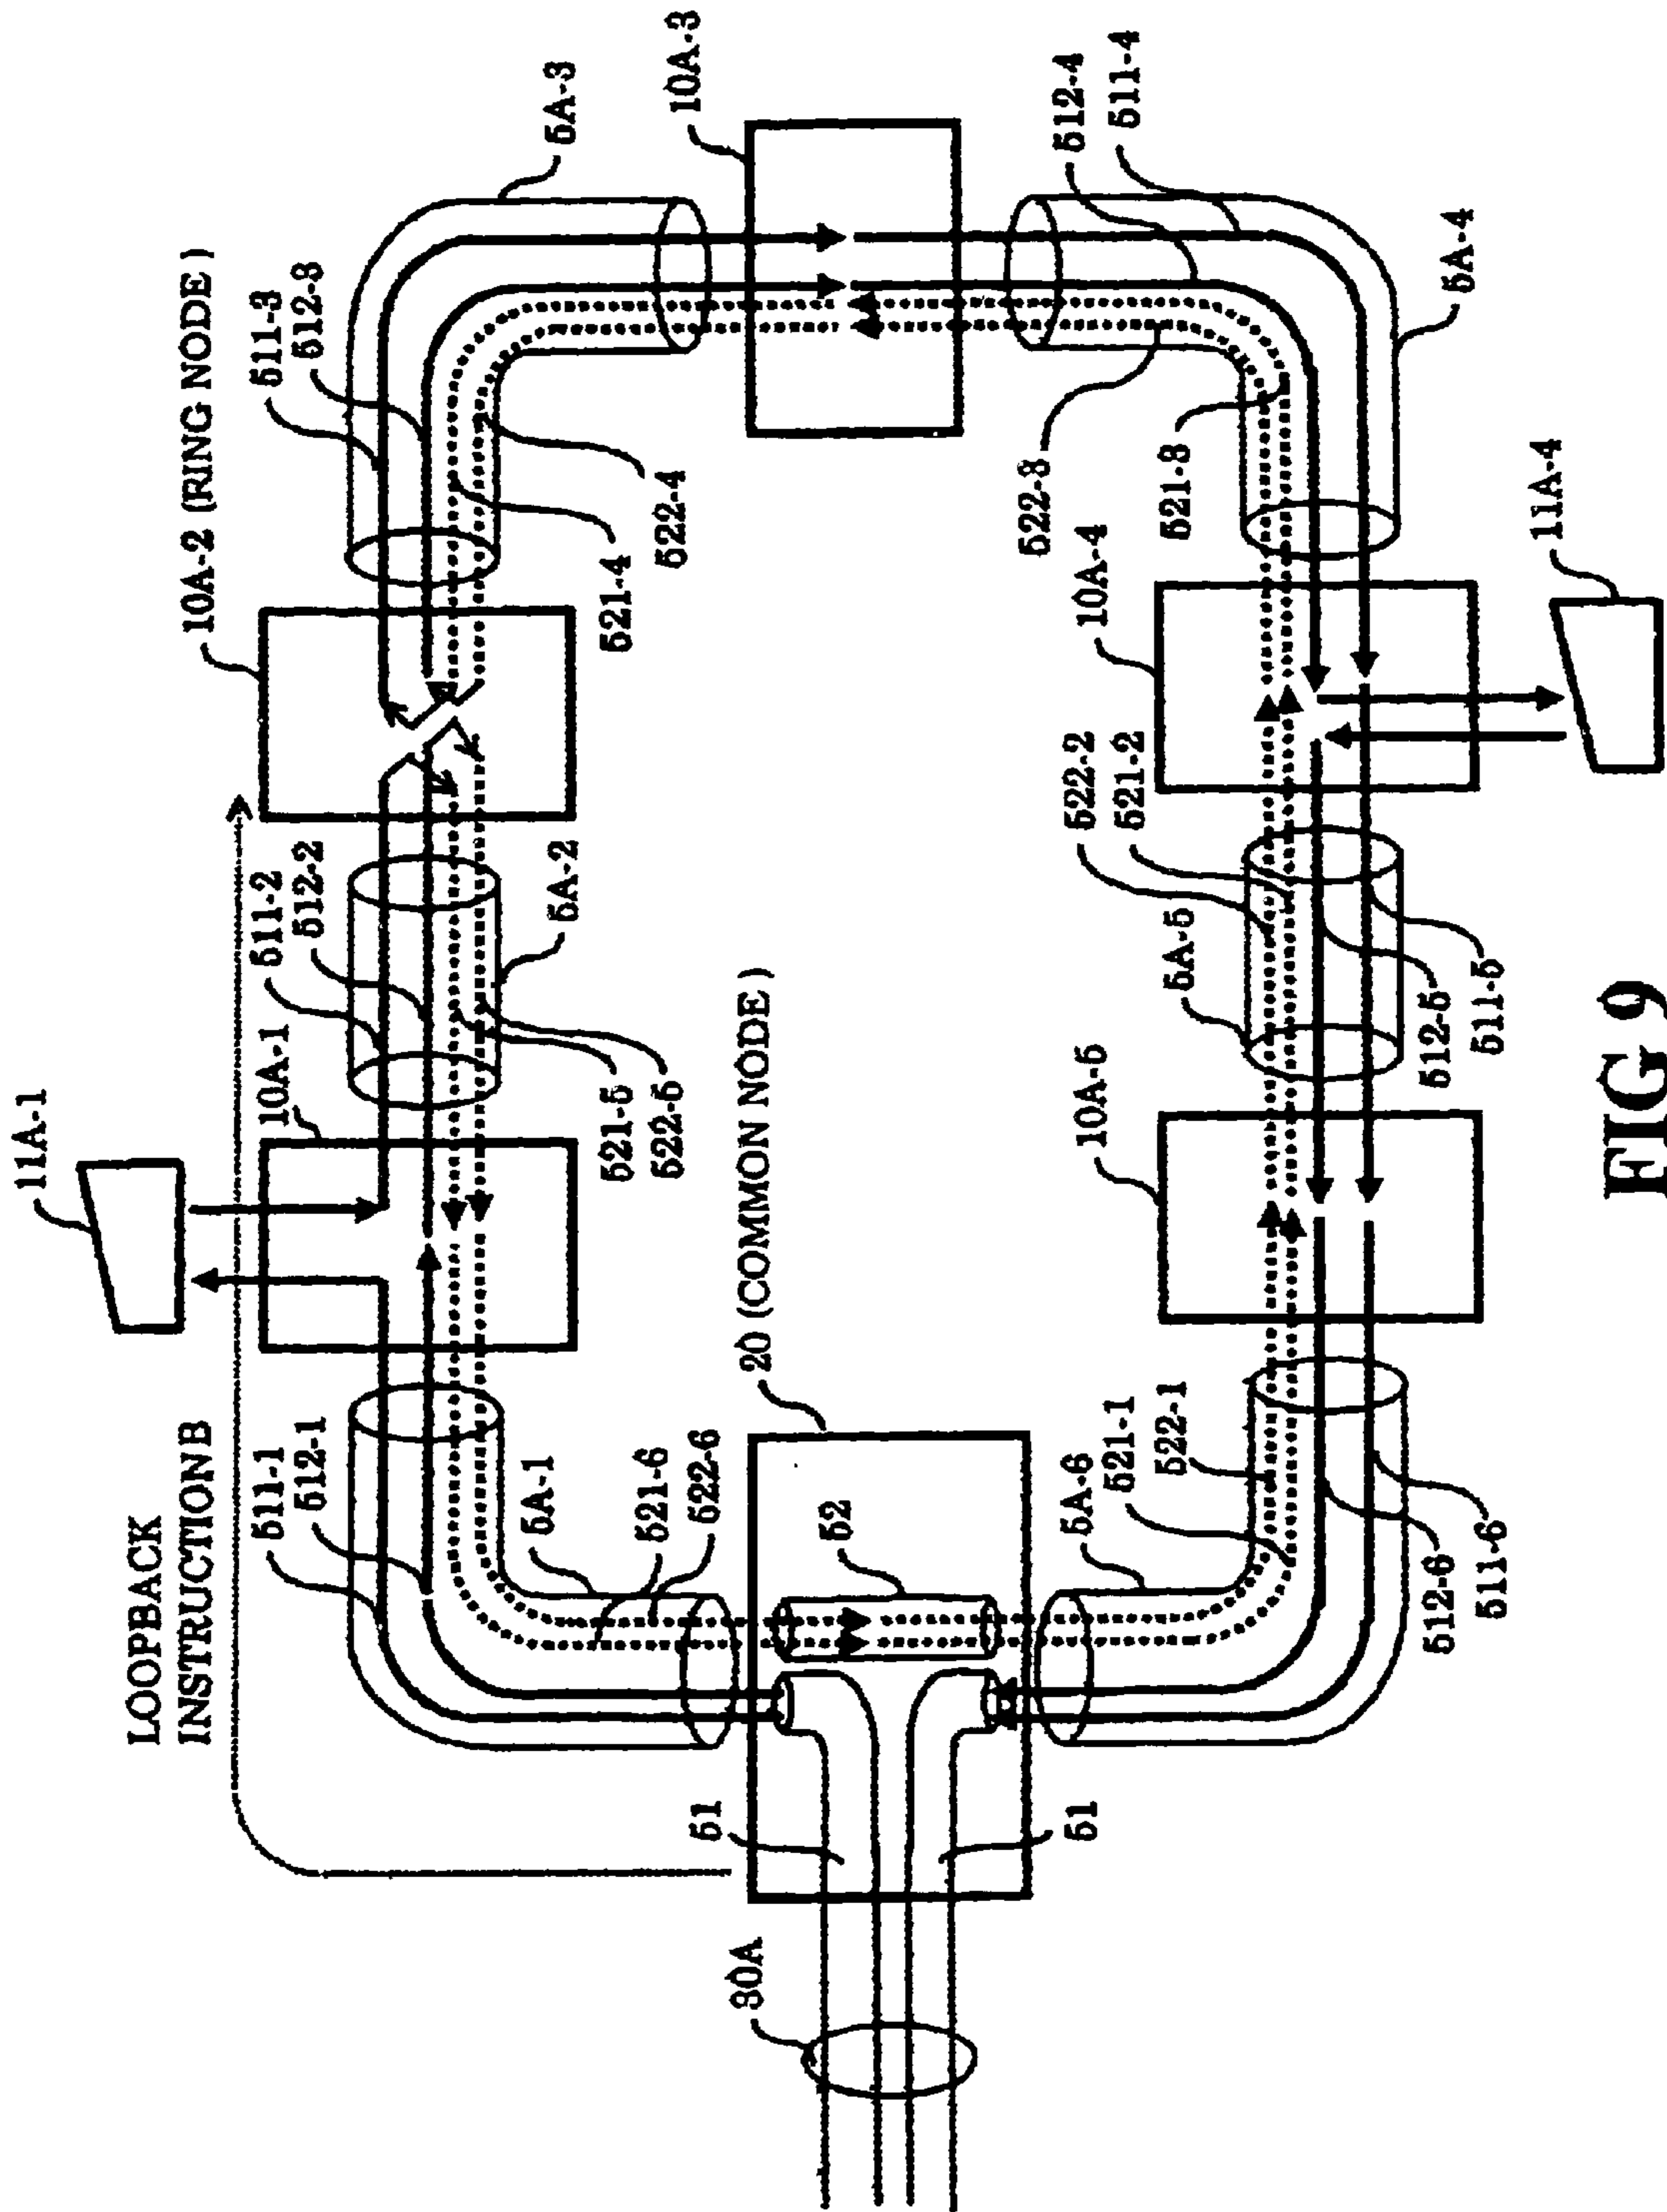 11A-1
LOOPBACK
INSTRUCTIONB
10A-2 (RING NODE)
511-1
512-1
10A-1
511-2
512-2
511-3
512-3
5A-1
5A-2
5A-3
521-6
522-6
521-5
522-5
521-4
522-4
51
20 (COMMON NODE)
10A-3
30A
52
51
5A-6
521-1
522-1
522-3
512-4
511-4
10A-5
5A-5
522-2
521-2
10A-4
521-3
512-6
511-6
512-5
511-5
5A-4
11A-4
FIG 9